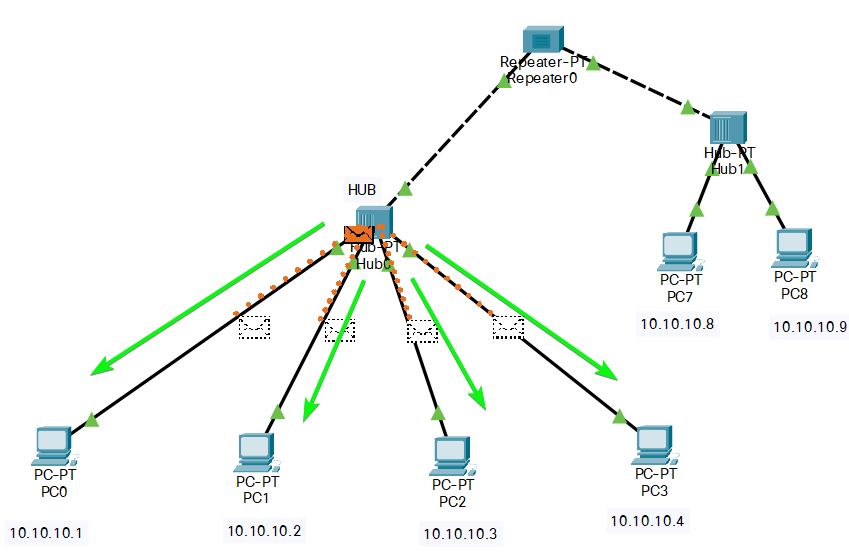 Repeater-PT
Repeater0
Hub-PT
Hub1
HUB
Hub-PT
Hub0
PC-PT
PC7
PC-PT
PC8
10.10.10.8
10.10.10.9
PC-PT
PC0
PC-PT
PC1
PC-PT
PC2
PC-PT
PC3
10.10.10.1
10.10.10.2
10.10.10.3
10.10.10.4